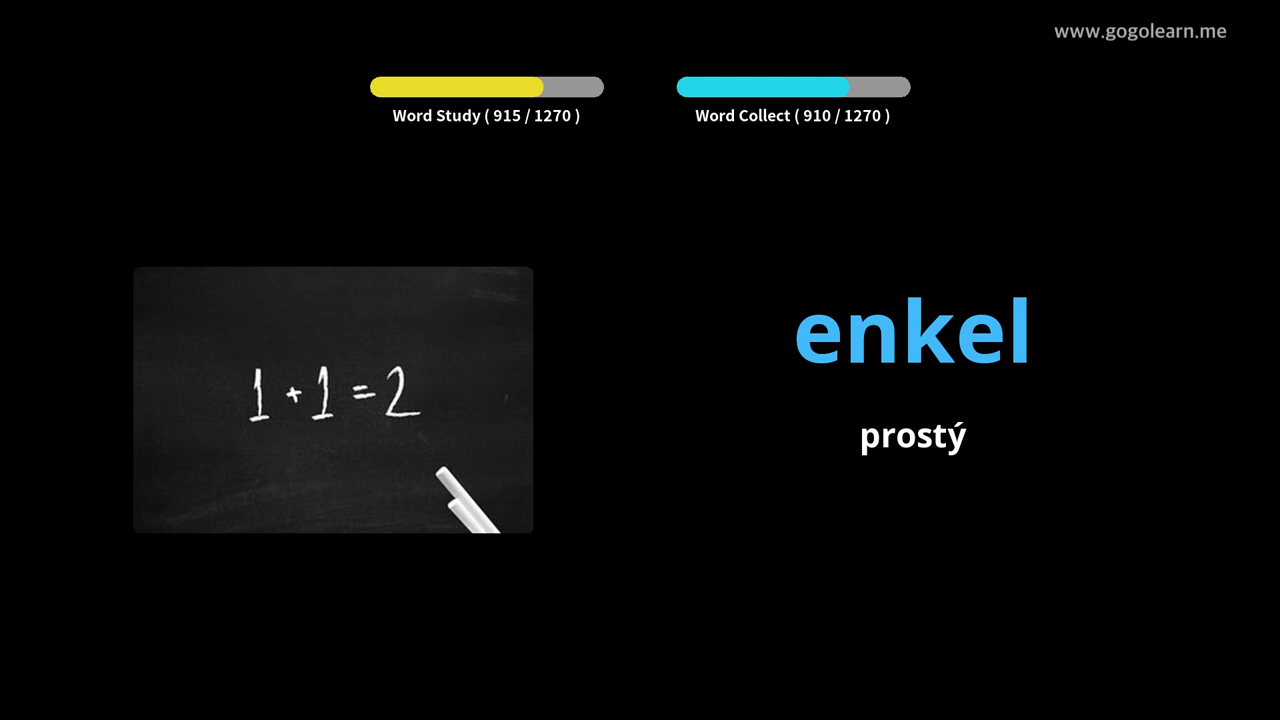 www.gogolearn.me
Word Study ( 915 / 1270 )
Word Collect ( 910 / 1270 )
1 + 1 = 2
enkel
prostý